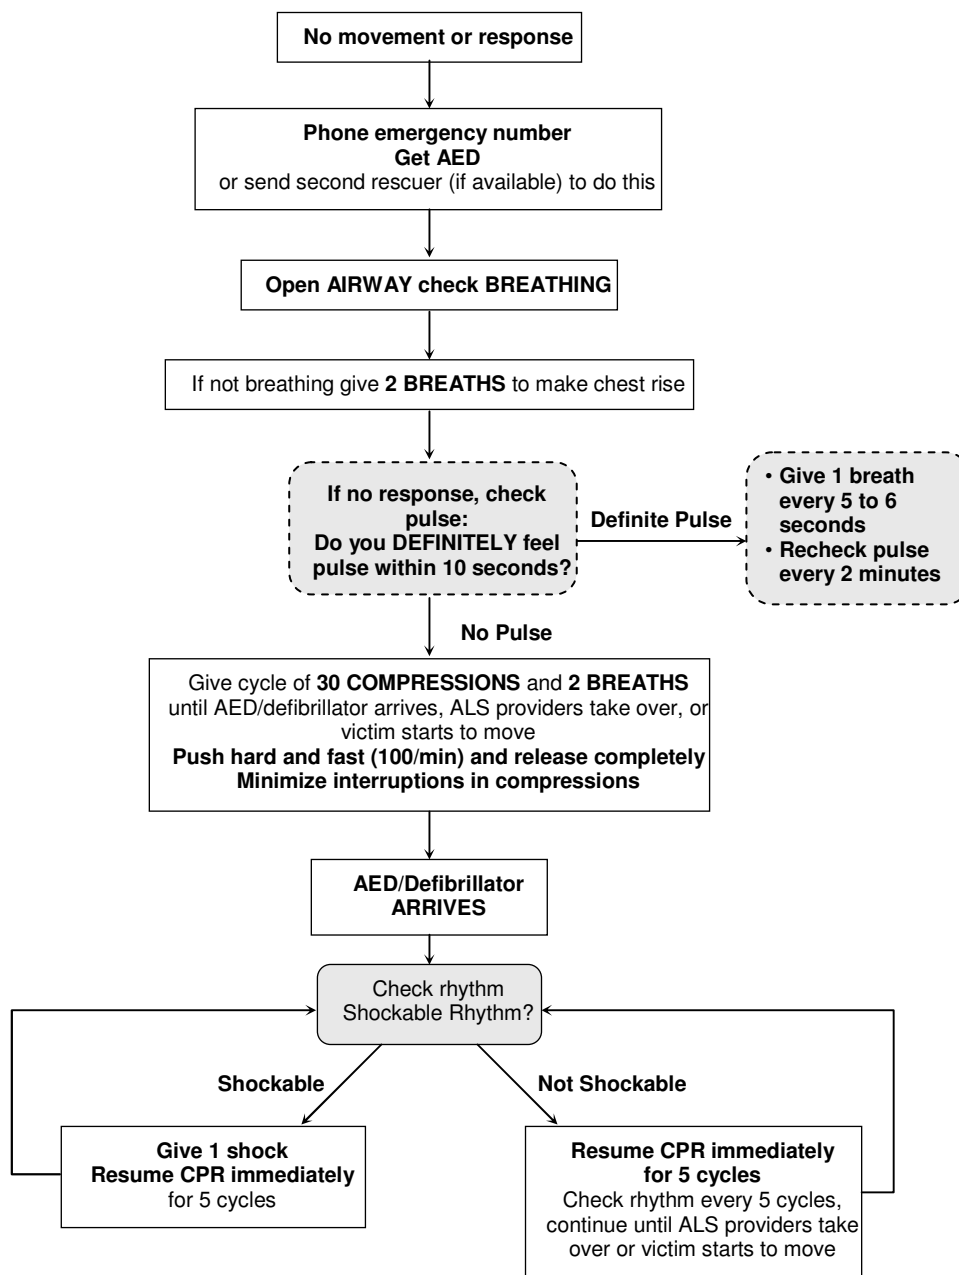 No movement or response
Phone emergency number
Get AED
or send second rescuer (if available) to do this
Open AIRWAY check BREATHING
If not breathing give 2 BREATHS to make chest rise
If no response, check
pulse:
Do you DEFINITELY feel
pulse within 10 seconds?
Definite Pulse
• Give 1 breath
every 5 to 6
seconds
• Recheck pulse
every 2 minutes
No Pulse
Give cycle of 30 COMPRESSIONS and 2 BREATHS
until AED/defibrillator arrives, ALS providers take over, or
victim starts to move
Push hard and fast (100/min) and release completely
Minimize interruptions in compressions
AED/Defibrillator
ARRIVES
Check rhythm
Shockable Rhythm?
Shockable
Not Shockable
Give 1 shock
Resume CPR immediately
for 5 cycles
Resume CPR immediately
for 5 cycles
Check rhythm every 5 cycles,
continue until ALS providers take
over or victim starts to move